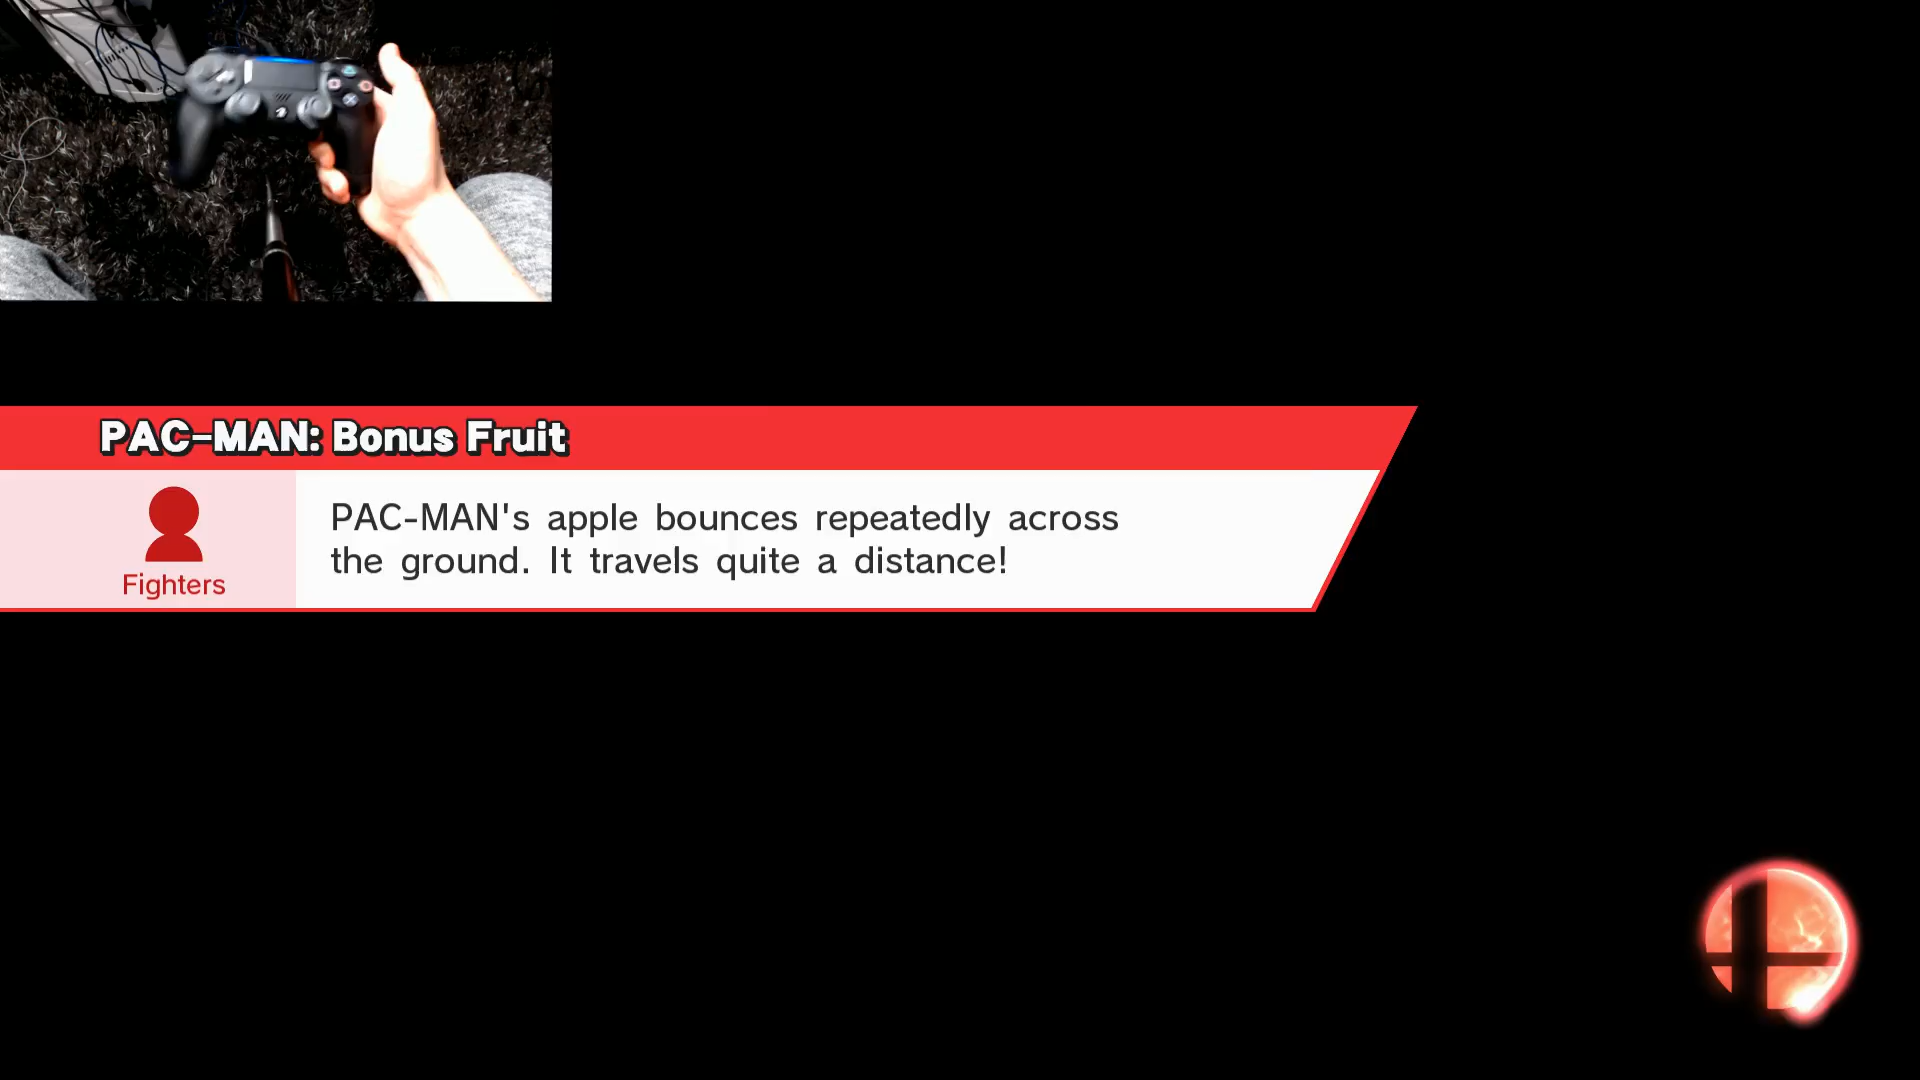 PAC-MAN: Bonus Fruit
Fighters
PAC-MAN's apple bounces repeatedly across
the ground. It travels quite a distance!